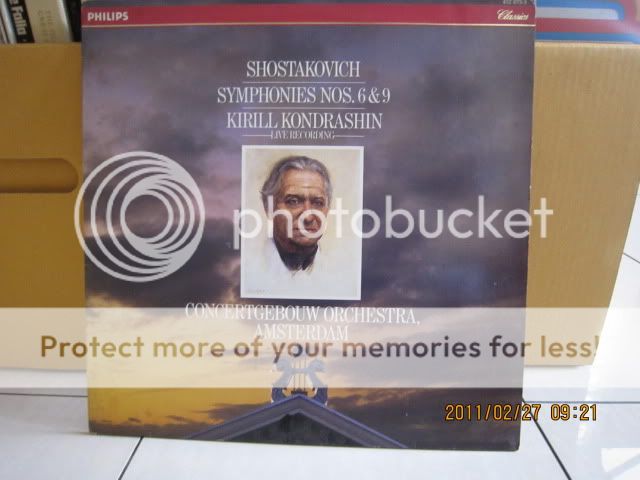 Falla
PHILIPS
Classics
SHOSTAKOVICH
SYMPHONIES NOS. 6 & 9
KIRILL KONDRASHIN
LIVE RECORDING
photobucket
CONCERTGEBOUW ORCHESTRA,
AMSTERDAM
Protect more of your memories for less!
2011/02/27 09:21